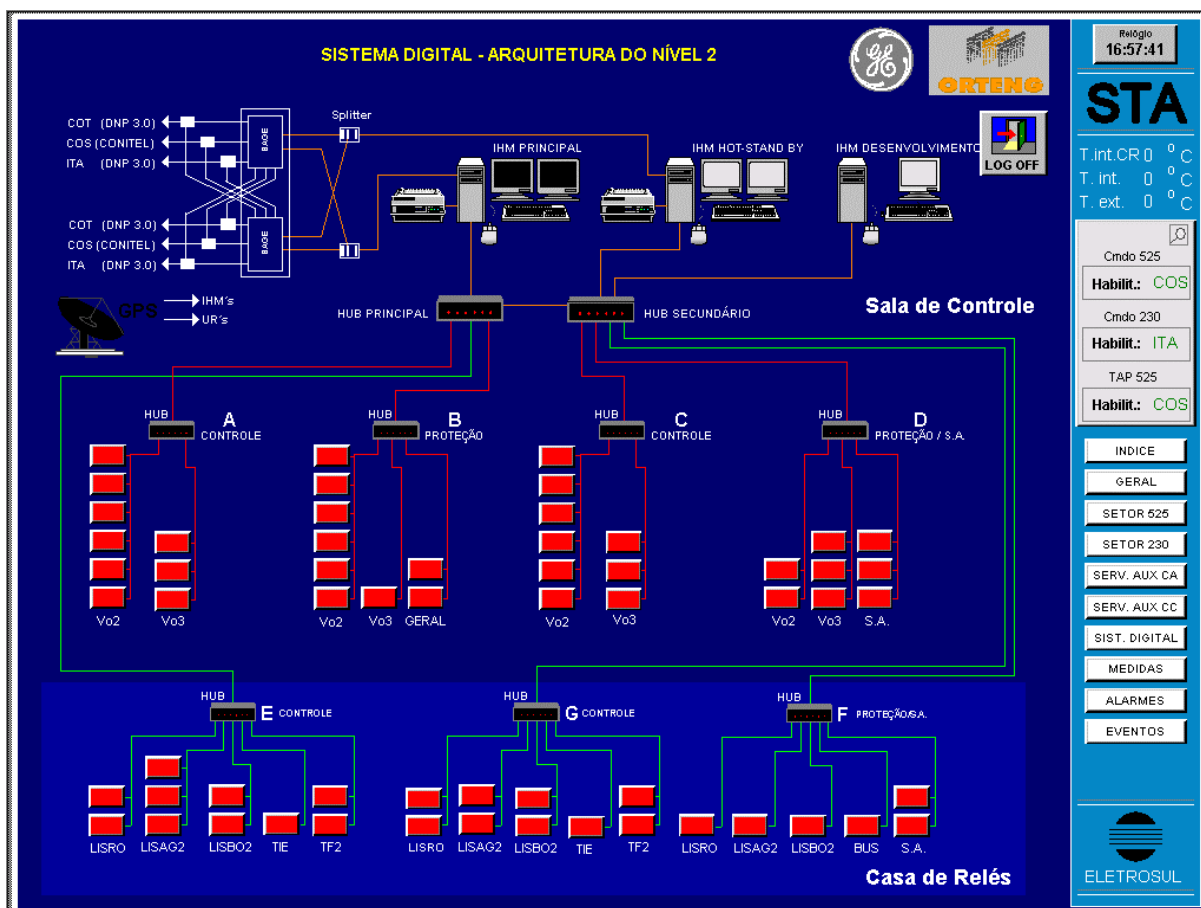 SISTEMA DIGITAL - ARQUITETURA DO NÍVEL 2
GE
ORTENG
Relógio
16:57:41
STA
T.int.CR 0 °C
T. int. 0 °C
T. ext. 0 °C
LOG OFF
COT (DNP 3.0)
COS (CONITEL)
ITA (DNP 3.0)
BAGE
Splitter
COT (DNP 3.0)
COS (CONITEL)
ITA (DNP 3.0)
BAGE
IHM PRINCIPAL
IHM HOT-STAND BY
IHM DESENVOLVIMENTO
GPS
IHM´s
UR´s
HUB PRINCIPAL
HUB SECUNDÁRIO
Sala de Controle
Cmdo 525
Habilit.: COS
Cmdo 230
Habilit.: ITA
TAP 525
Habilit.: COS
HUB A CONTROLE
HUB B PROTEÇÃO
HUB C CONTROLE
HUB D PROTEÇÃO / S.A.
Vo2 Vo3
Vo2 Vo3 GERAL
Vo2 Vo3
Vo2 Vo3 S.A.
INDICE
GERAL
SETOR 525
SETOR 230
SERV. AUX CA
SERV. AUX CC
SIST. DIGITAL
MEDIDAS
ALARMES
EVENTOS
HUB E CONTROLE
HUB G CONTROLE
HUB F PROTEÇÃO/S.A.
LISRO LISAG2 LISBO2 TIE TF2
LISRO LISAG2 LISBO2 TIE TF2
LISRO LISAG2 LISBO2 BUS S.A.
Casa de Relés
ELETROSUL